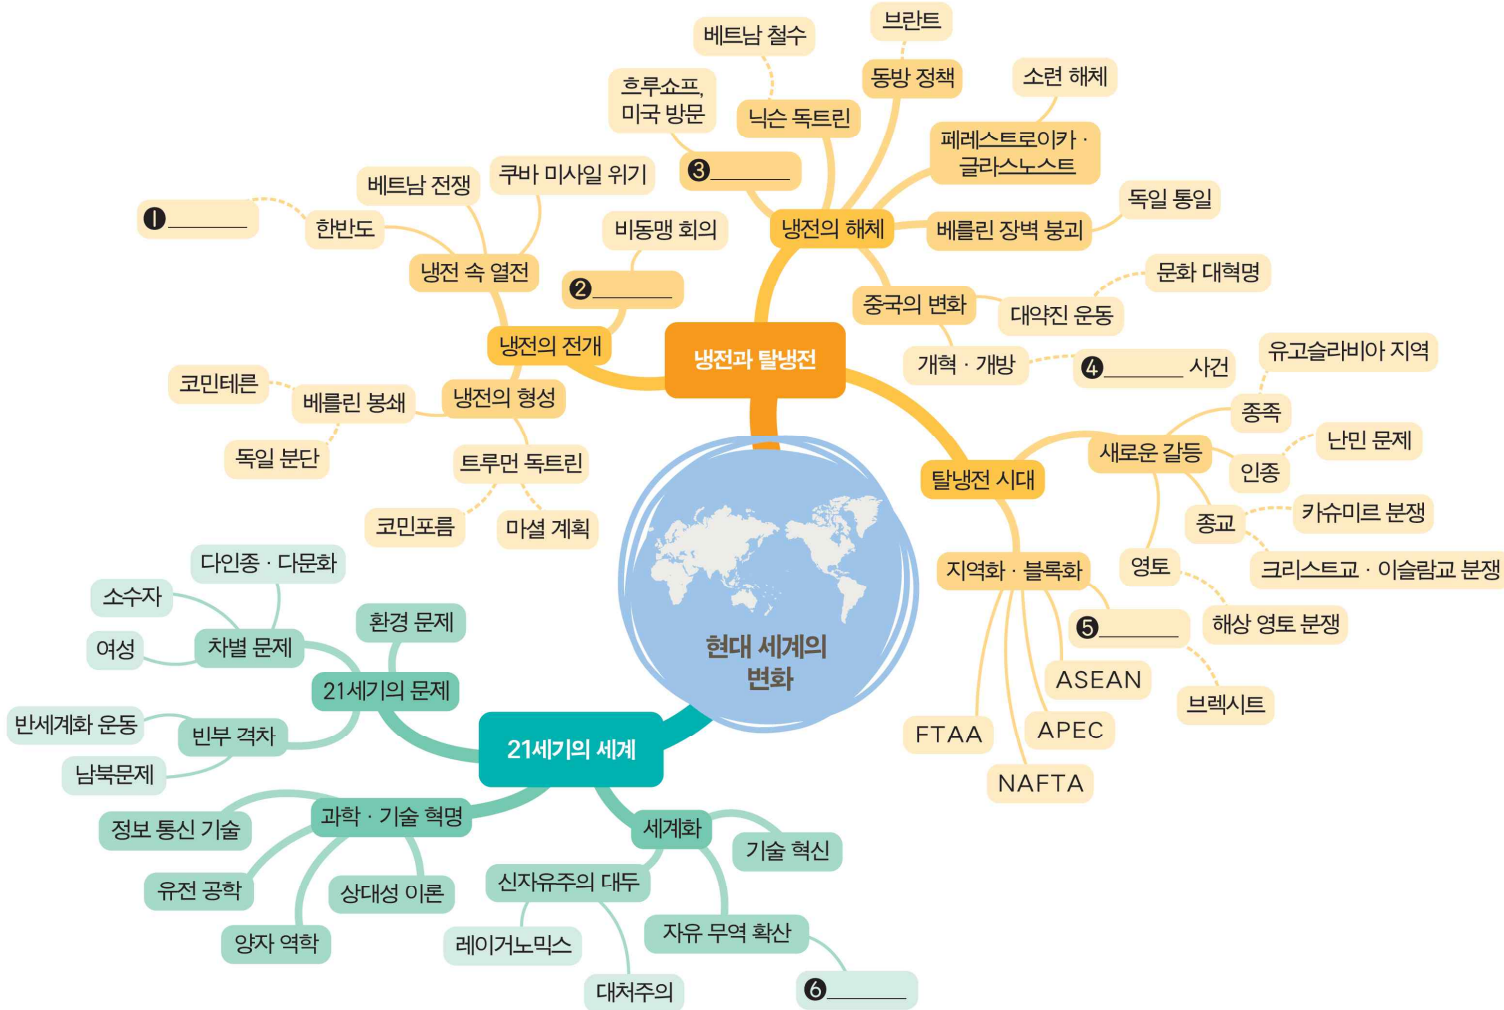 브란트
베트남 철수
동방 정책
소련 해체
흐루쇼프,
미국 방문
닉슨 독트린
페레스트로이카 ·
글라스노스트
❸________
쿠바 미사일 위기
베트남 전쟁
❶________
한반도
비동맹 회의
냉전의 해체
베를린 장벽 붕괴
독일 통일
냉전 속 열전
❷________
문화 대혁명
중국의 변화
대약진 운동
냉전의 전개
냉전과 탈냉전
개혁 · 개방
❹________ 사건
유고슬라비아 지역
코민테른
베를린 봉쇄
냉전의 형성
종족
독일 분단
트루먼 독트린
새로운 갈등
난민 문제
탈냉전 시대
인종
코민포름
마셜 계획
종교
카슈미르 분쟁
지역화 · 블록화
영토
크리스트교 · 이슬람교 분쟁
❺________
해상 영토 분쟁
ASEAN
브렉시트
FTAA
APEC
NAFTA
현대 세계의
변화
다인종 · 다문화
소수자
환경 문제
여성
차별 문제
21세기의 문제
반세계화 운동
빈부 격차
21세기의 세계
남북문제
과학 · 기술 혁명
정보 통신 기술
세계화
기술 혁신
유전 공학
상대성 이론
신자유주의 대두
양자 역학
레이거노믹스
자유 무역 확산
대처주의
❻________